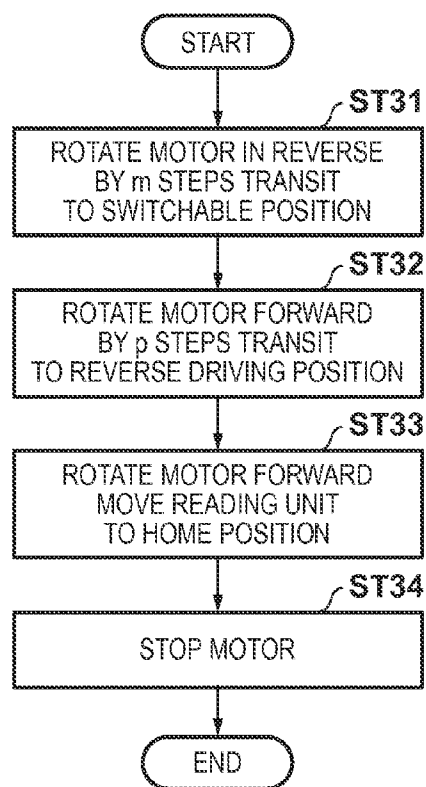 START
ST31
ROTATE MOTOR IN REVERSE
BY m STEPS TRANSIT
TO SWITCHABLE POSITION
ST32
ROTATE MOTOR FORWARD
BY p STEPS TRANSIT
TO REVERSE DRIVING POSITION
ST33
ROTATE MOTOR FORWARD
MOVE READING UNIT
TO HOME POSITION
ST34
STOP MOTOR
END